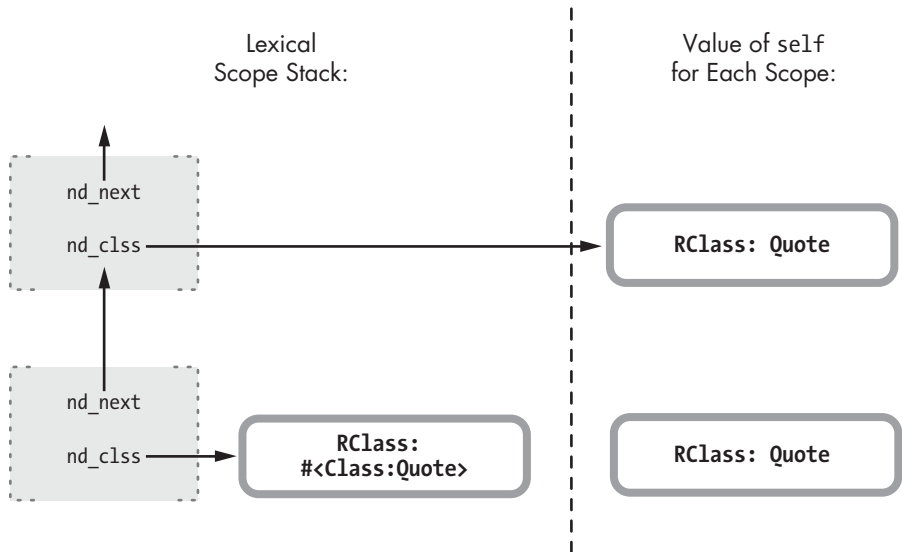 Lexical
Scope Stack:
Value of self
for Each Scope:
nd_next
nd_clss
RClass: Quote
nd_next
nd_clss
RClass:
#<Class:Quote>
RClass: Quote